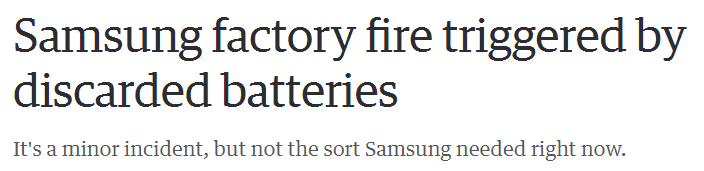 Samsung factory fire triggered by
discarded batteries
It's a minor incident, but not the sort Samsung needed right now.